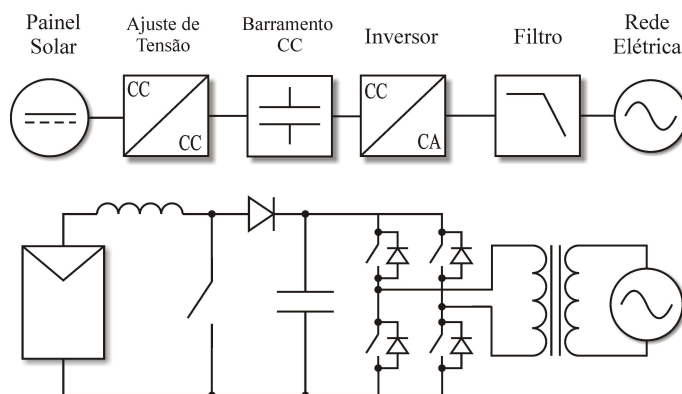 Painel
Solar
Ajuste de
Tensão
Barramento
CC
Inversor
Filtro
Rede
Elétrica
CC
CC
CC
CA